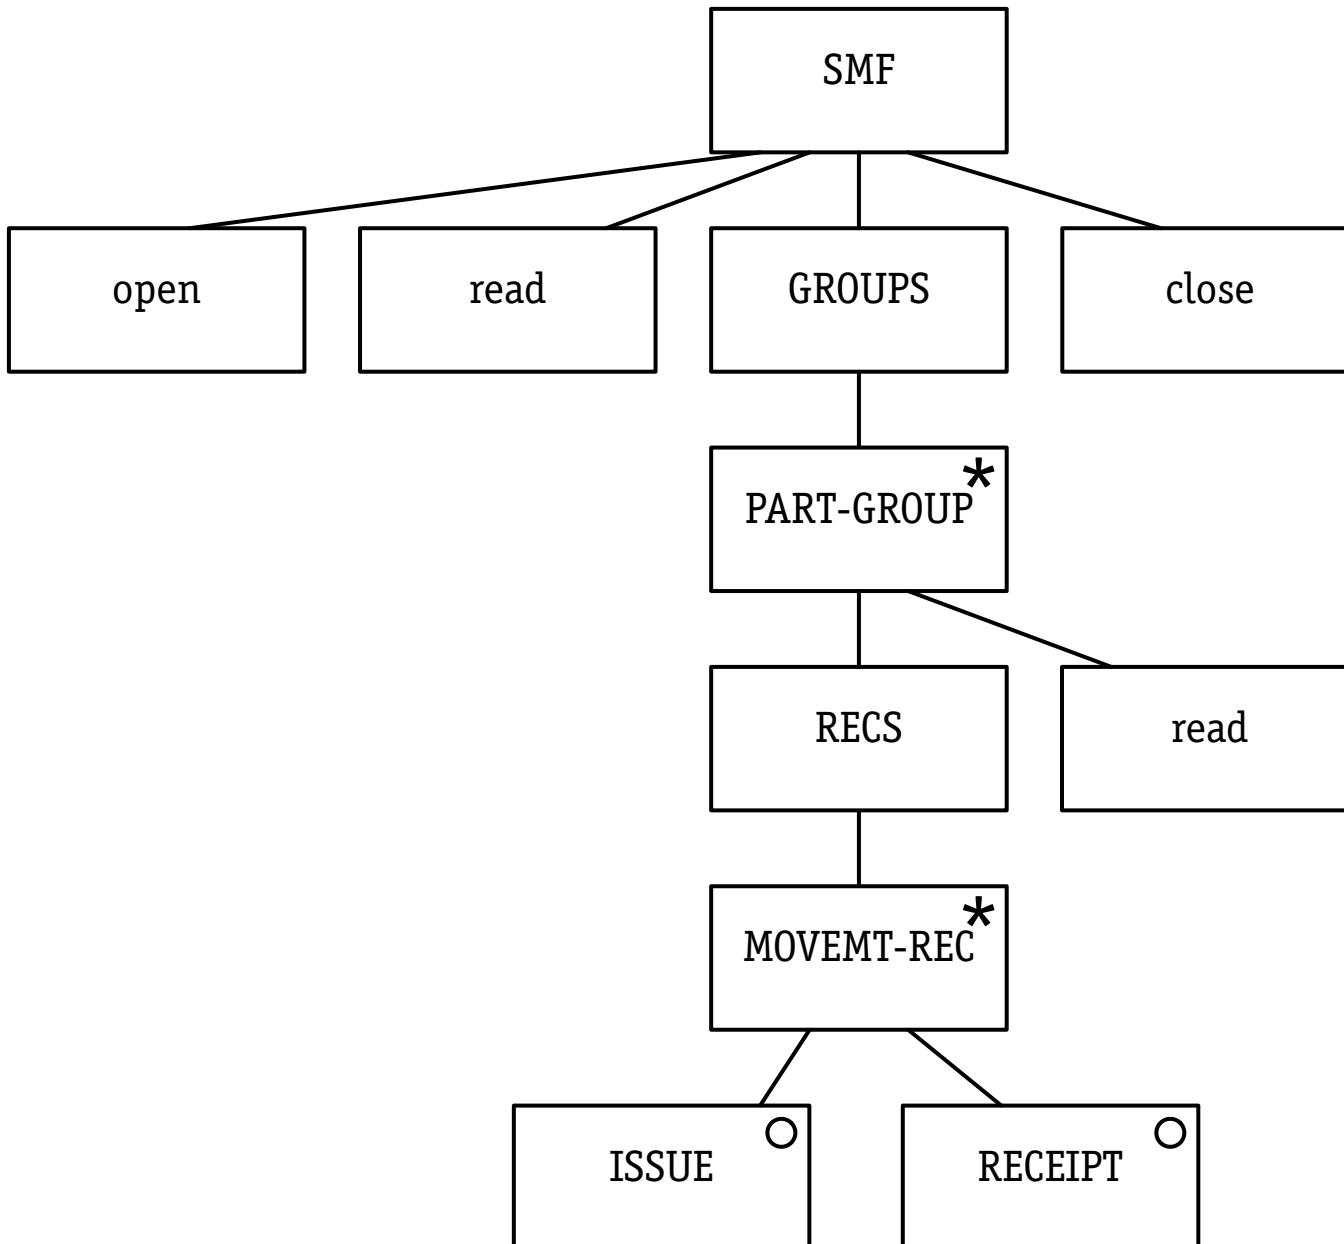 SMF
open
read
GROUPS
close
PART-GROUP*
RECS
read
MOVEMT-REC*
ISSUE
RECEIPT